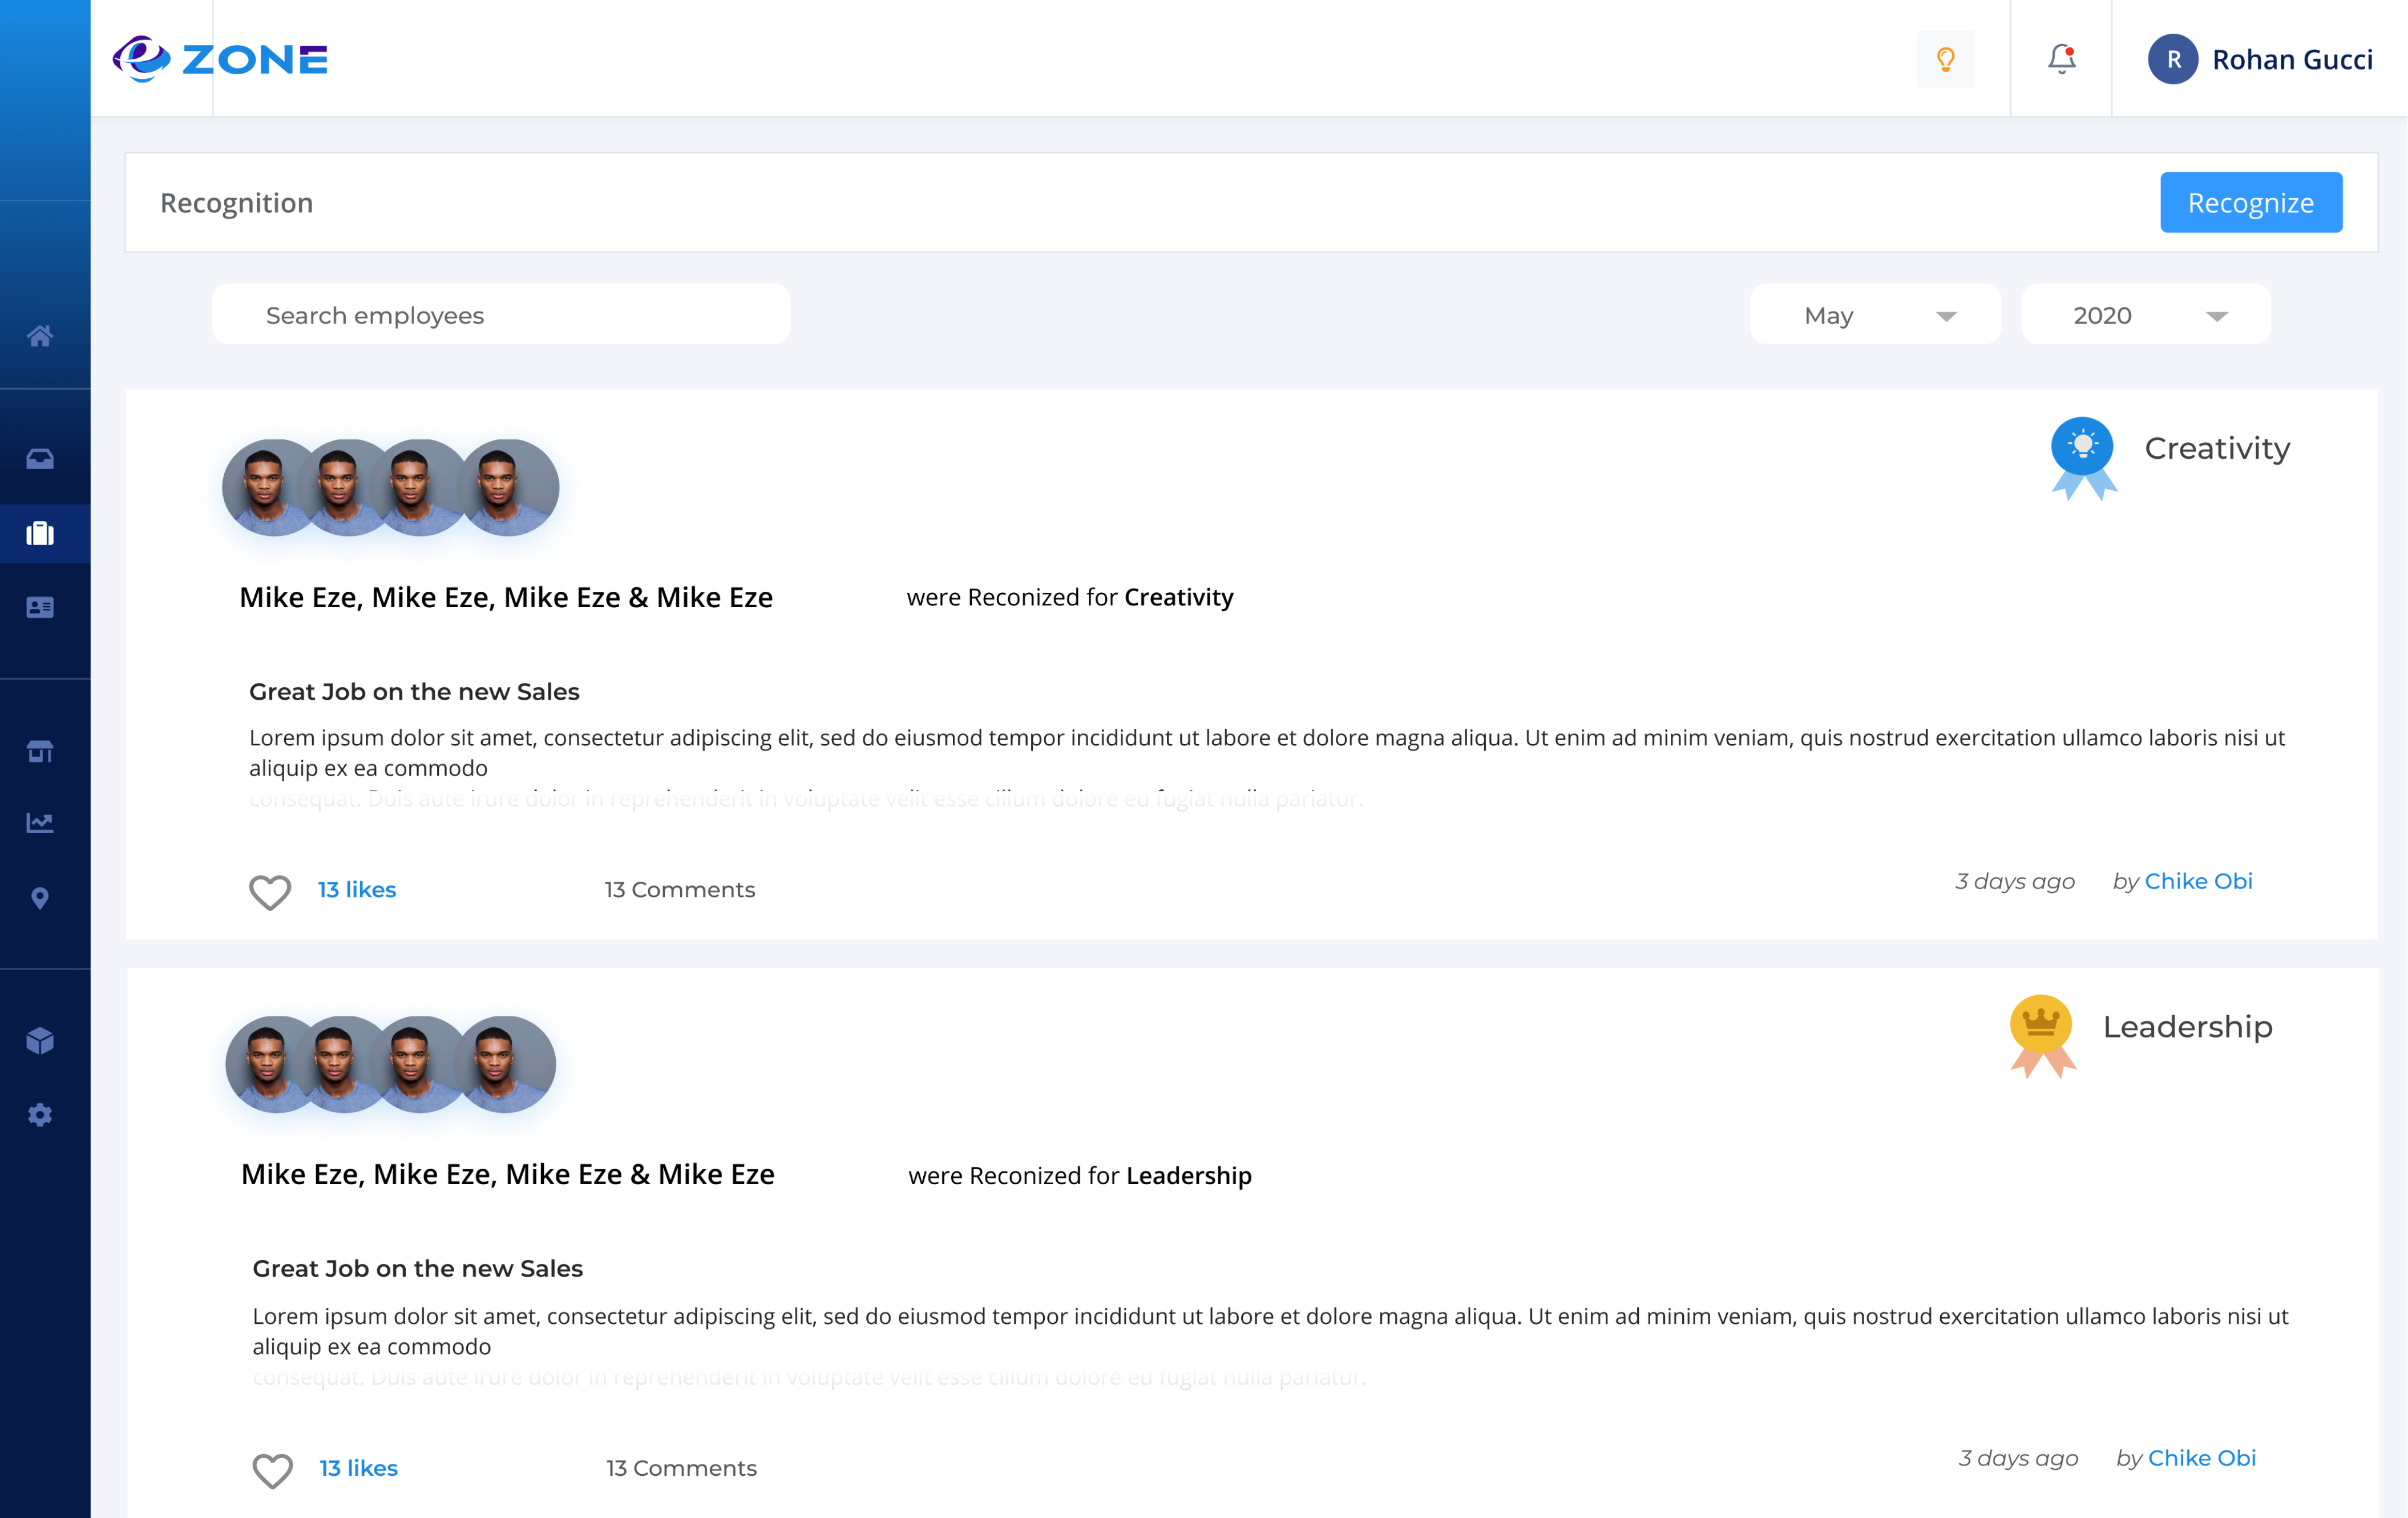 e ZONE
R Rohan Gucci
Recognition
Recognize
Search employees
May
2020
Creativity
Mike Eze, Mike Eze, Mike Eze & Mike Eze were Reconized for Creativity
Great Job on the new Sales
Lorem ipsum dolor sit amet, consectetur adipiscing elit, sed do eiusmod tempor incididunt ut labore et dolore magna aliqua. Ut enim ad minim veniam, quis nostrud exercitation ullamco laboris nisi ut
aliquip ex ea commodo
consequat. Duis aute irure dolor in reprehenderit in voluptate velit esse cillum dolore eu fugiat nulla pariatur.
13 likes
13 Comments
3 days ago by Chike Obi
Leadership
Mike Eze, Mike Eze, Mike Eze & Mike Eze were Reconized for Leadership
Great Job on the new Sales
Lorem ipsum dolor sit amet, consectetur adipiscing elit, sed do eiusmod tempor incididunt ut labore et dolore magna aliqua. Ut enim ad minim veniam, quis nostrud exercitation ullamco laboris nisi ut
aliquip ex ea commodo
consequat. Duis aute irure dolor in reprehenderit in voluptate velit esse cillum dolore eu fugiat nulla pariatur.
13 likes
13 Comments
3 days ago by Chike Obi